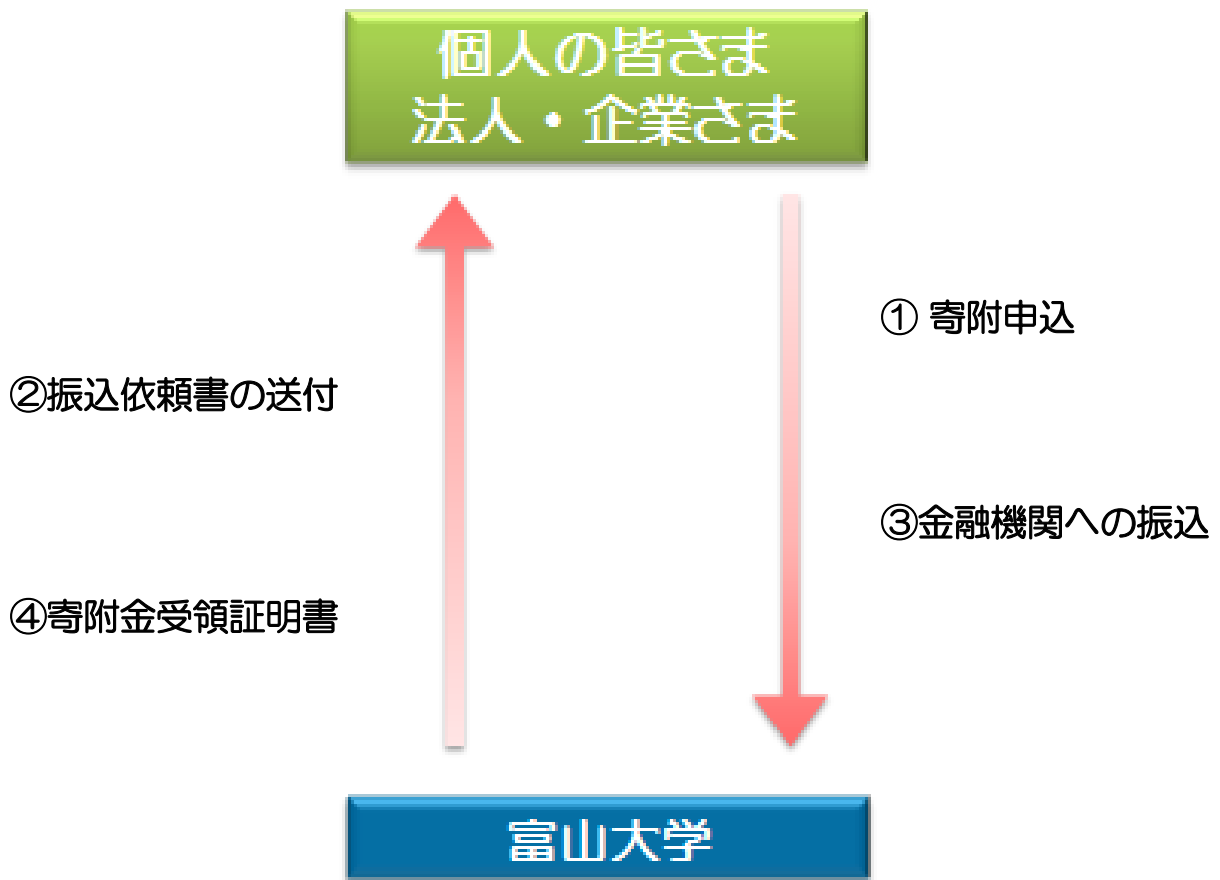 個人の皆さま
法人・企業さま
① 寄附申込
②振込依頼書の送付
③金融機関への振込
④寄附金受領証明書
富山大学